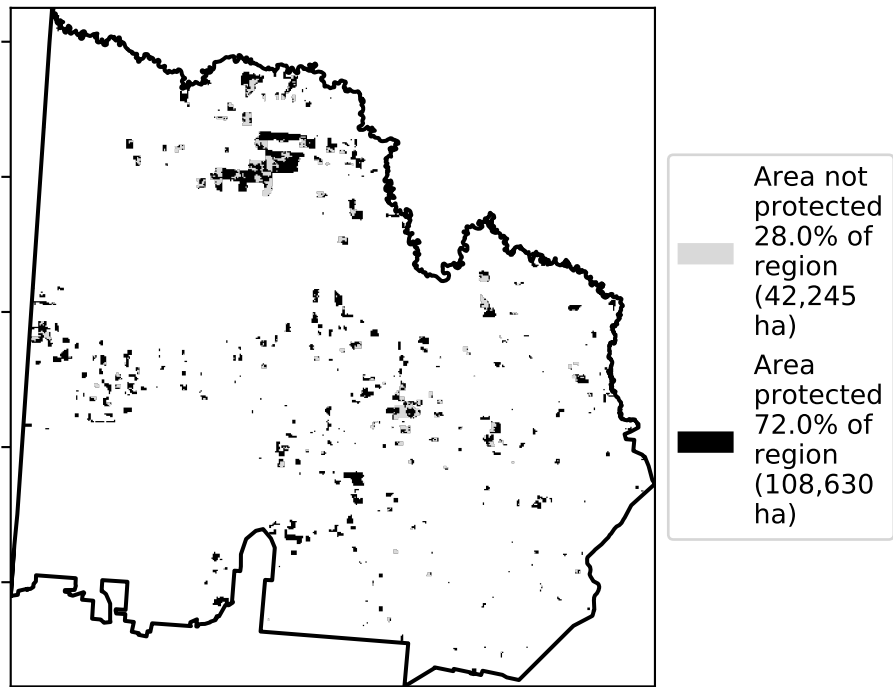 Area not
protected
28.0% of
region
(42,245
ha)
Area
protected
72.0% of
region
(108,630
ha)